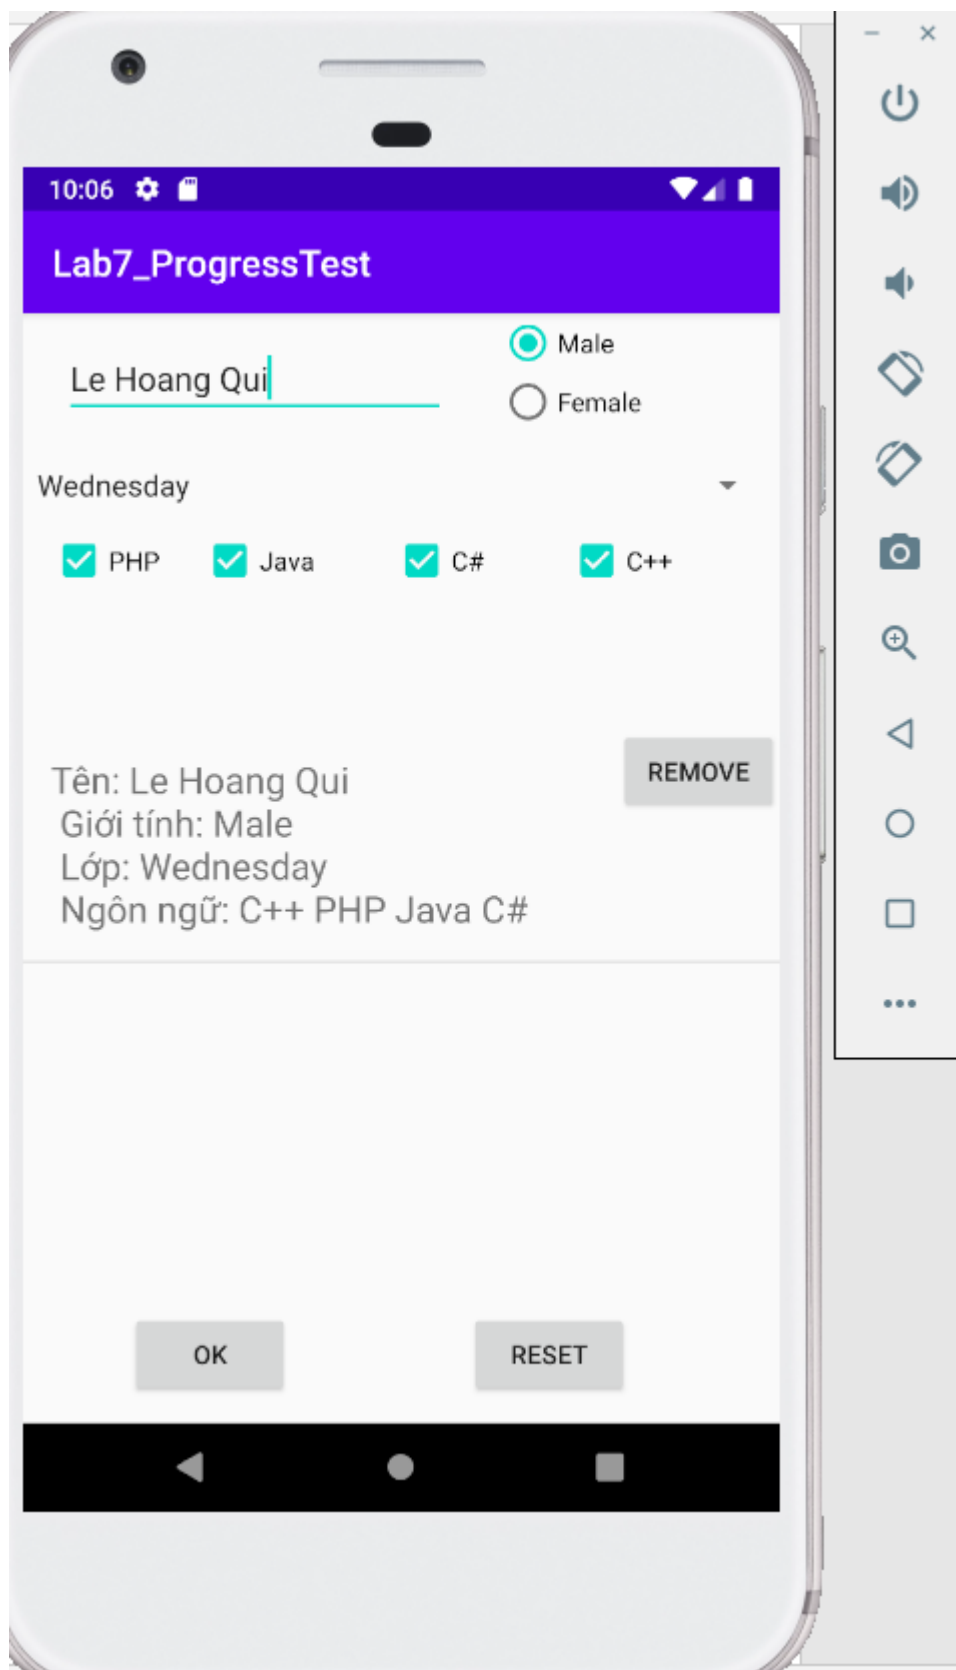 10:06
Lab7_ProgressTest
Le Hoang Qui
Male
Female
Wednesday
PHP Java C# C++
REMOVE
Tên: Le Hoang Qui
Giới tính: Male
Lớp: Wednesday
Ngôn ngữ: C++ PHP Java C#
OK RESET